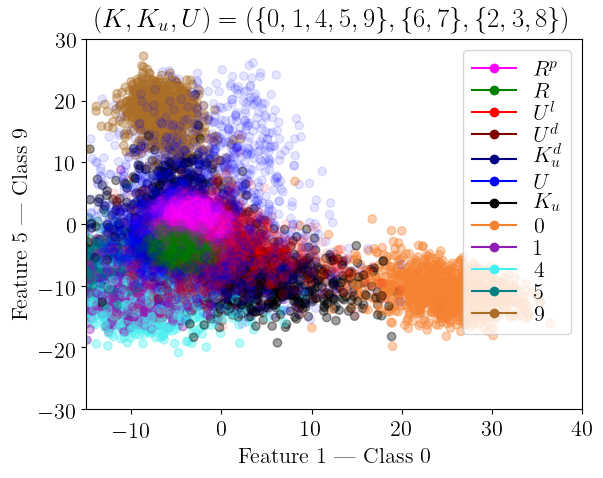 (K, K_u, U) = ({0, 1, 4, 5, 9}, {6, 7}, {2, 3, 8})
30
20
10
0
−10
−20
−30
Feature 5 — Class 9
R^p
R
U^l
U^d
K_u^d
U
K_u
0
1
4
5
9
−10
0
10
20
30
40
Feature 1 — Class 0